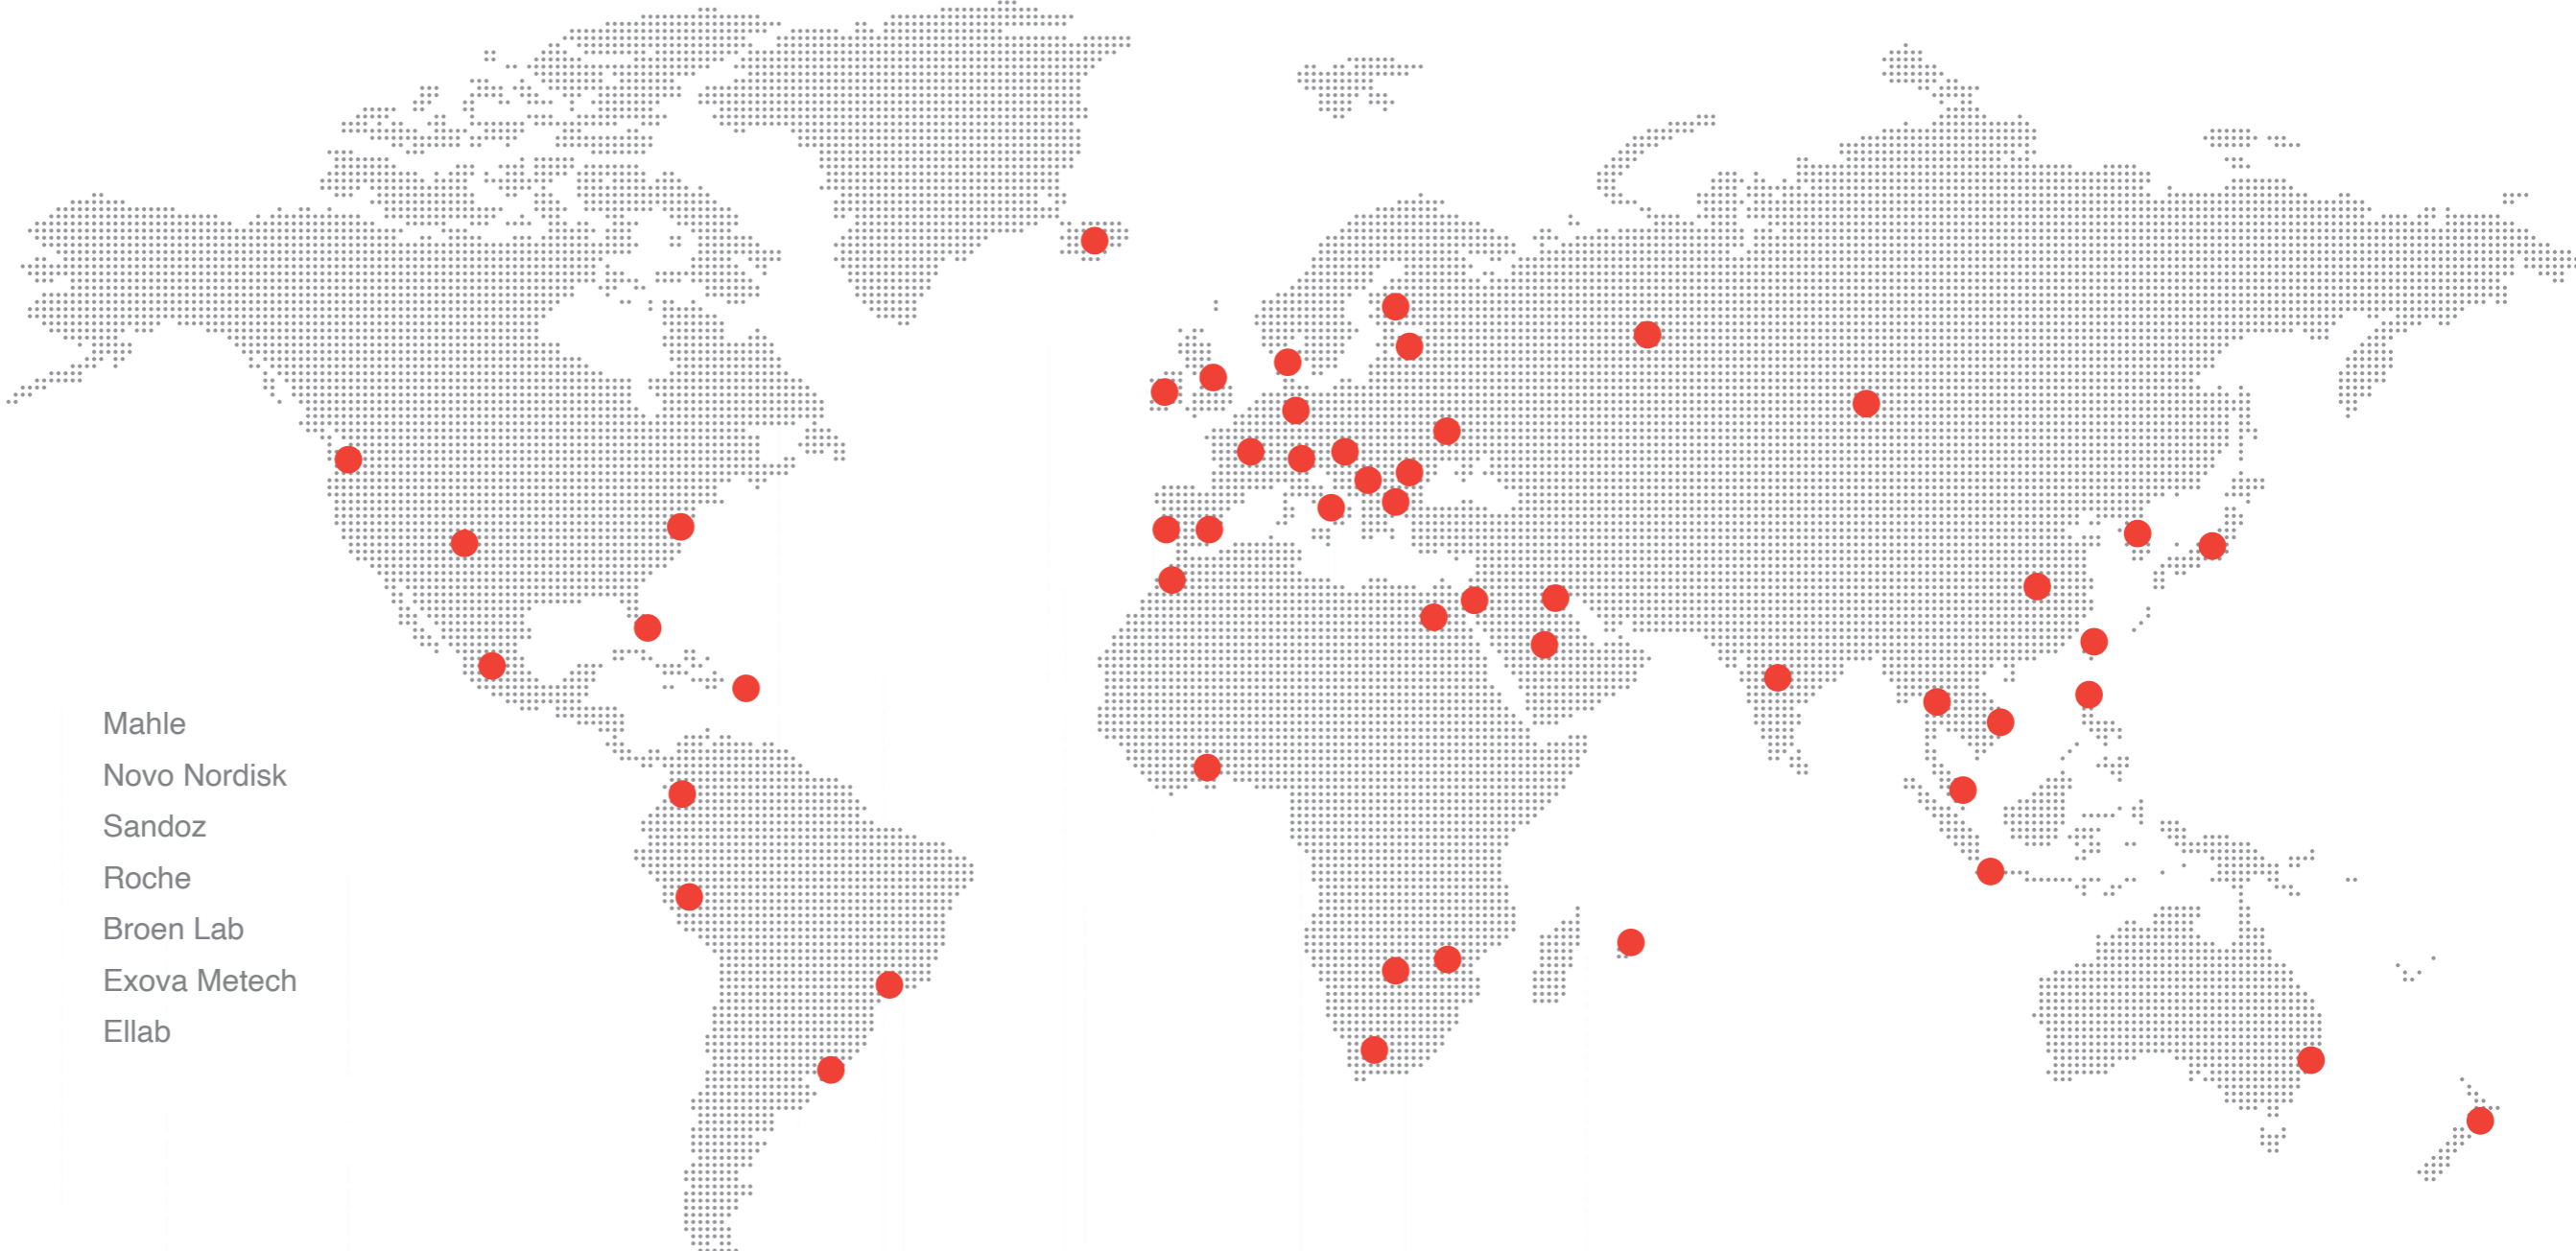 Mahle
Novo Nordisk
Sandoz
Roche
Broen Lab
Exova Metech
Ellab